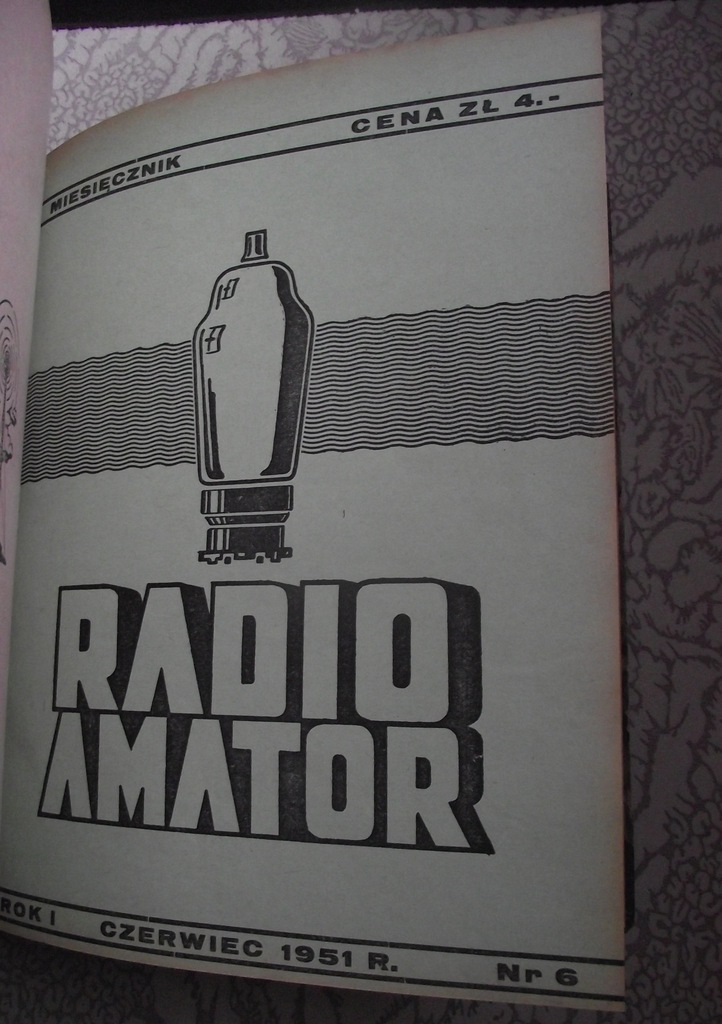 MIESIĘCZNIK CENA ZŁ 4.-
RADIO
AMATOR
ROK I CZERWIEC 1951 R. Nr 6